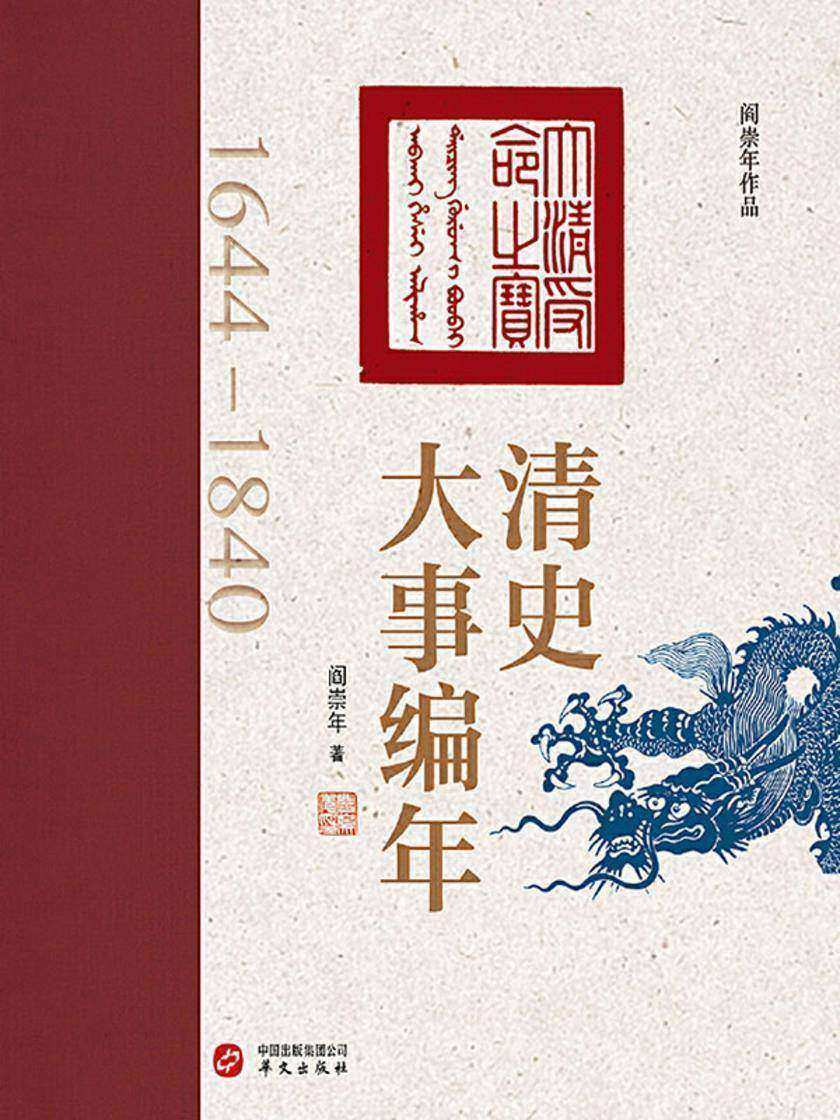 阎崇年作品
大清受
命之寶
1644-1840
清史
大事编年
阎崇年 著
中国出版集团公司
华文出版社